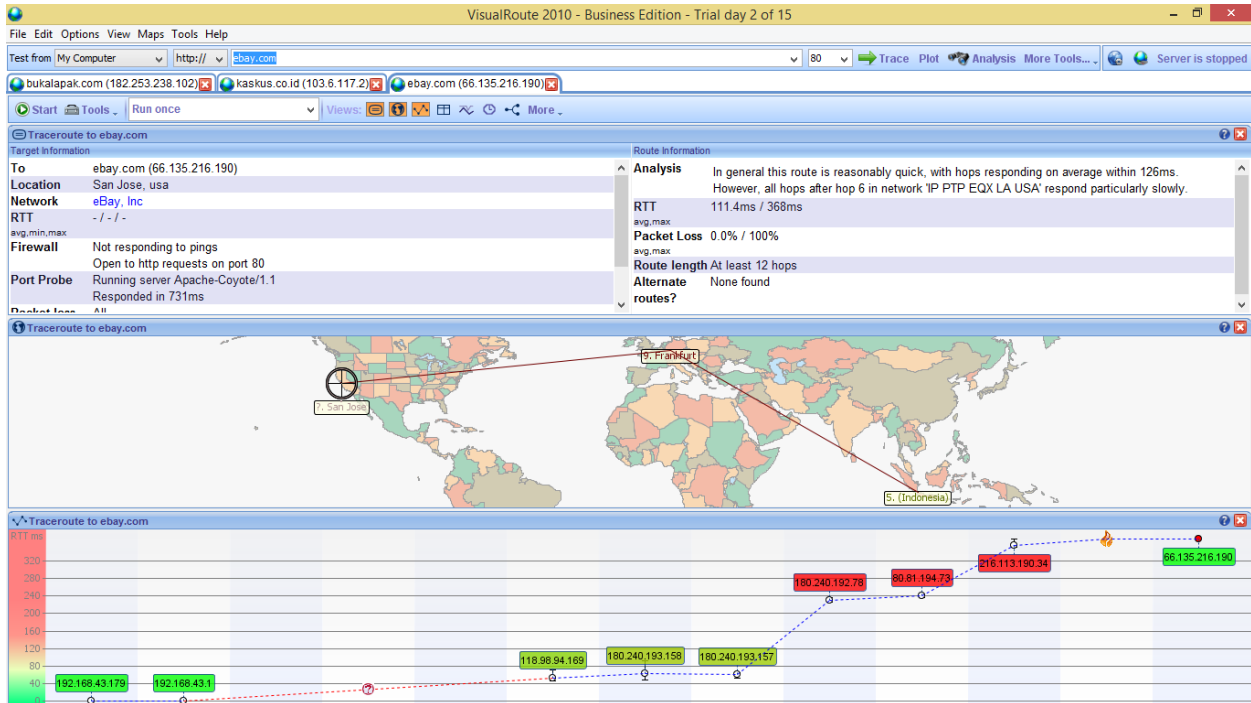 VisualRoute 2010 - Business Edition - Trial day 2 of 15
File Edit Options View Maps Tools Help
Test from My Computer http:// ebay.com 80 Trace Plot Analysis More Tools... Server is stopped
bukalapak.com (182.253.238.102) kaskus.co.id (103.6.117.2) ebay.com (66.135.216.190)
Start Tools Run once Views: More
Traceroute to ebay.com
Target Information
To ebay.com (66.135.216.190)
Location San Jose, usa
Network eBay, Inc
RTT - / - / -
avg,min,max
Firewall Not responding to pings
Open to http requests on port 80
Port Probe Running server Apache-Coyote/1.1
Responded in 731ms
Packet loss All
Route Information
Analysis In general this route is reasonably quick, with hops responding on average within 126ms.
However, all hops after hop 6 in network 'IP PTP EQX LA USA' respond particularly slowly.
RTT 111.4ms / 368ms
avg,max
Packet Loss 0.0% / 100%
avg,max
Route length At least 12 hops
Alternate None found
routes?
Traceroute to ebay.com
9. Frankfurt
?. San Jose
5. (Indonesia)
Traceroute to ebay.com
RTT ms
320
280
240
200
160
120
80
40
0
192.168.43.179
192.168.43.1
118.98.94.169
180.240.193.158
180.240.193.157
180.240.192.78
80.81.194.73
216.113.190.34
66.135.216.190